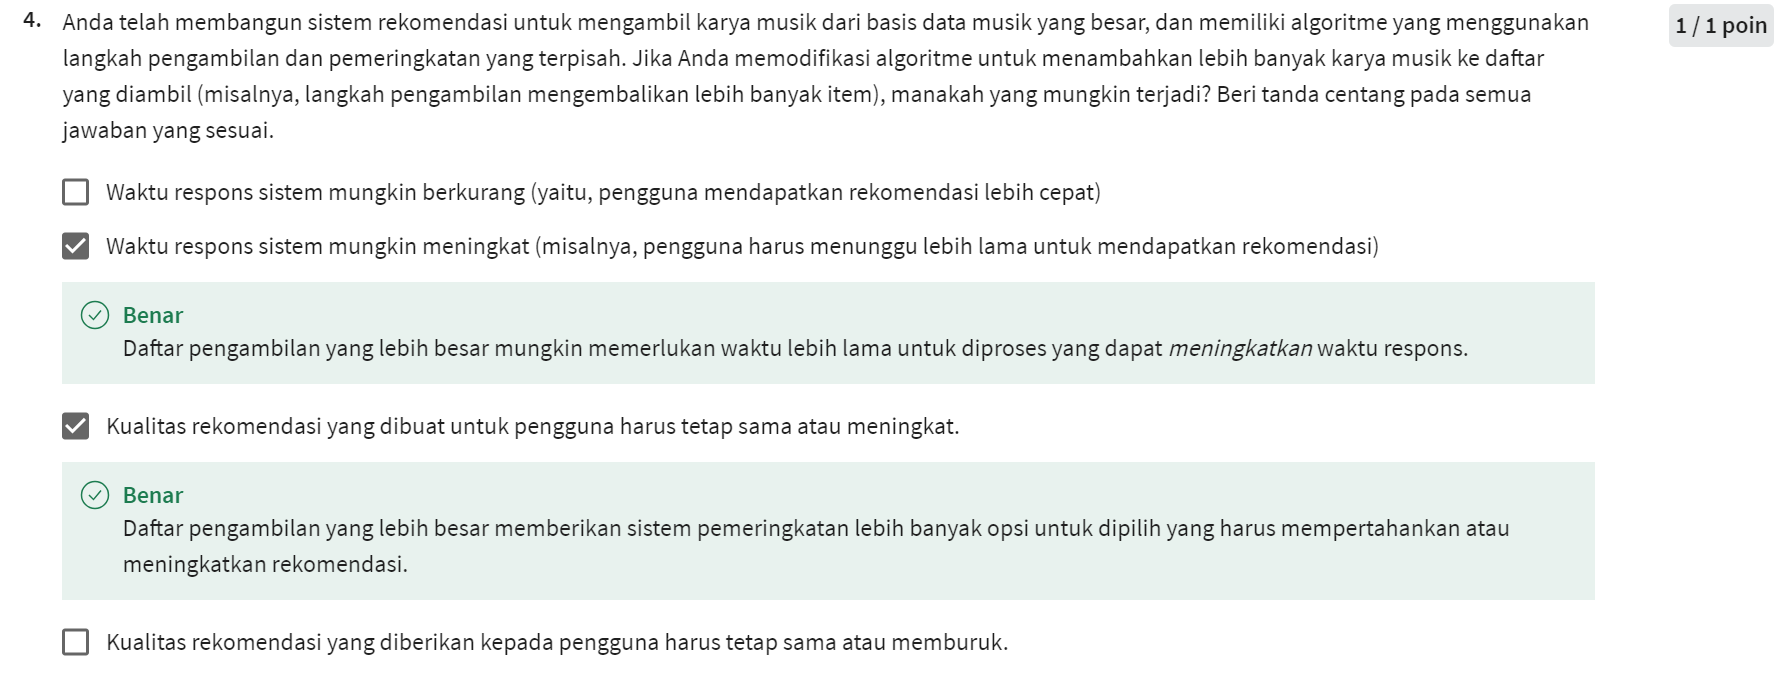 4. Anda telah membangun sistem rekomendasi untuk mengambil karya musik dari basis data musik yang besar, dan memiliki algoritme yang menggunakan
1 / 1 poin
langkah pengambilan dan pemeringkatan yang terpisah. Jika Anda memodifikasi algoritme untuk menambahkan lebih banyak karya musik ke daftar
yang diambil (misalnya, langkah pengambilan mengembalikan lebih banyak item), manakah yang mungkin terjadi? Beri tanda centang pada semua
jawaban yang sesuai.
Waktu respons sistem mungkin berkurang (yaitu, pengguna mendapatkan rekomendasi lebih cepat)
Waktu respons sistem mungkin meningkat (misalnya, pengguna harus menunggu lebih lama untuk mendapatkan rekomendasi)
Benar
Daftar pengambilan yang lebih besar mungkin memerlukan waktu lebih lama untuk diproses yang dapat meningkatkan waktu respons.
Kualitas rekomendasi yang dibuat untuk pengguna harus tetap sama atau meningkat.
Benar
Daftar pengambilan yang lebih besar memberikan sistem pemeringkatan lebih banyak opsi untuk dipilih yang harus mempertahankan atau
meningkatkan rekomendasi.
Kualitas rekomendasi yang diberikan kepada pengguna harus tetap sama atau memburuk.